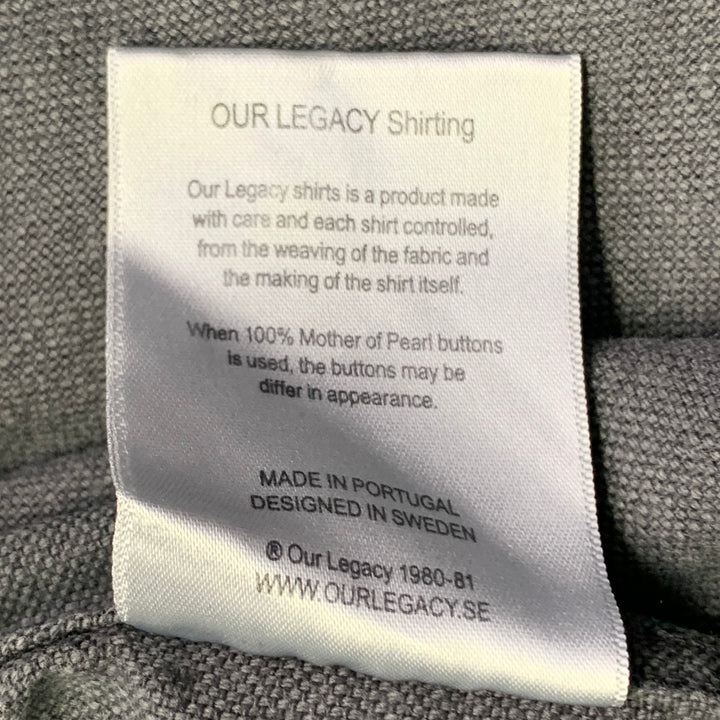 OUR LEGACY Shirting
Our Legacy shirts is a product made
with care and each shirt controlled,
from the weaving of the fabric and
the making of the shirt itself.
When 100% Mother of Pearl buttons
is used, the buttons may be
differ in appearance.
MADE IN PORTUGAL
DESIGNED IN SWEDEN
® Our Legacy 1980-81
WWW.OURLEGACY.SE